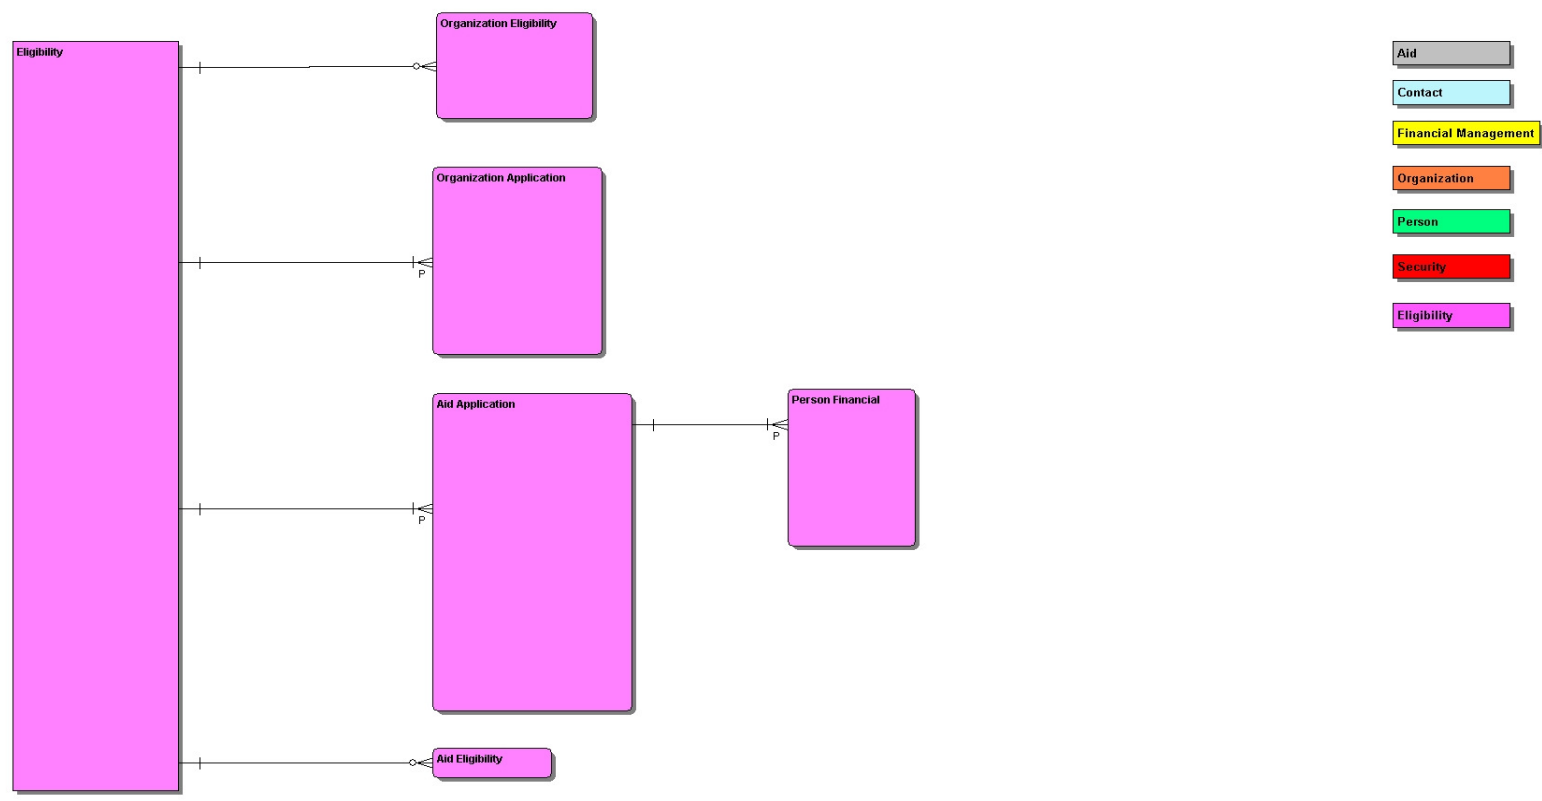 Organization Eligibility
Eligibility
Organization Application
P
Aid Application
Person Financial
P
P
Aid Eligibility
Aid
Contact
Financial Management
Organization
Person
Security
Eligibility